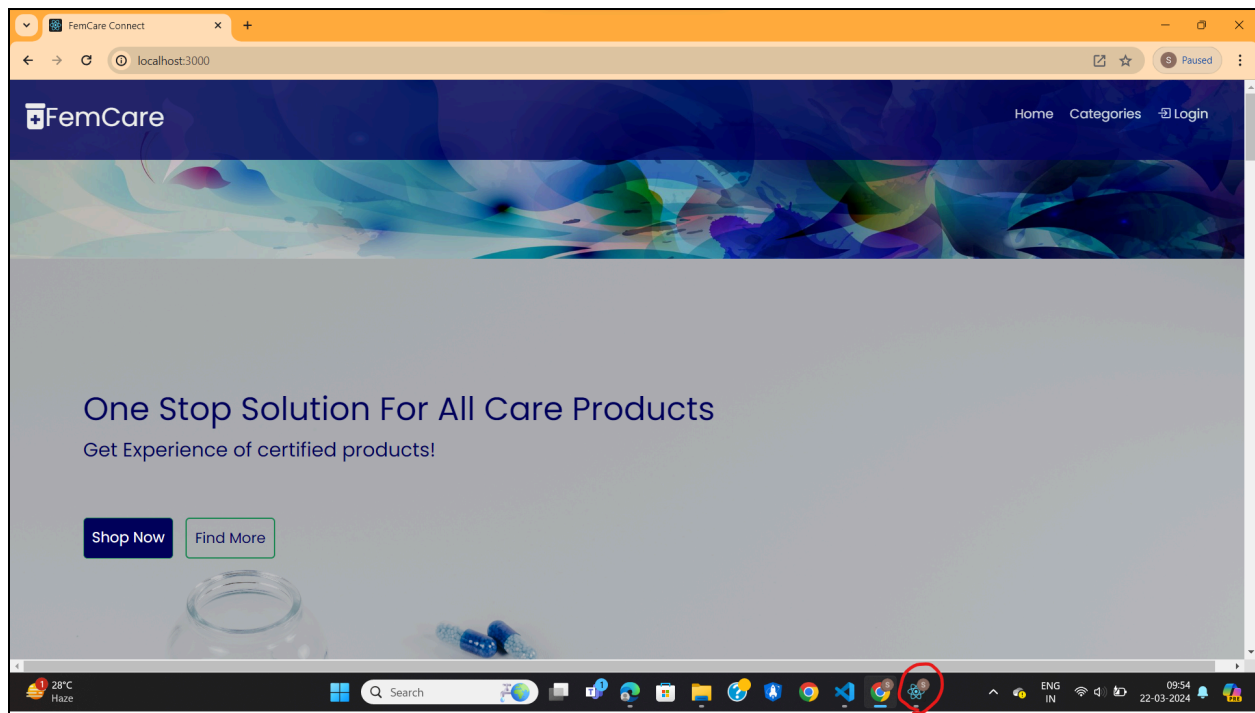 FemCare Connect
localhost:3000
S Paused
FemCare
Home Categories Login
One Stop Solution For All Care Products
Get Experience of certified products!
Shop Now Find More
1 28°C
Haze
Search
ENG
IN
09:54
22-03-2024